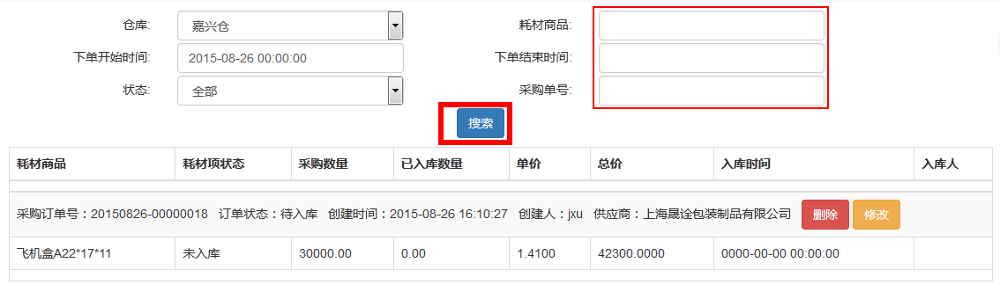 仓库: 嘉兴仓 耗材商品:
下单开始时间: 2015-08-26 00:00:00 下单结束时间:
状态: 全部 采购单号:
搜索
耗材商品 耗材项状态 采购数量 已入库数量 单价 总价 入库时间 入库人
采购订单号：20150826-00000018 订单状态：待入库 创建时间：2015-08-26 16:10:27 创建人：jxu 供应商：上海晟诠包装制品有限公司 删除 修改
飞机盒A22*17*11 未入库 30000.00 0.00 1.4100 42300.0000 0000-00-00 00:00:00